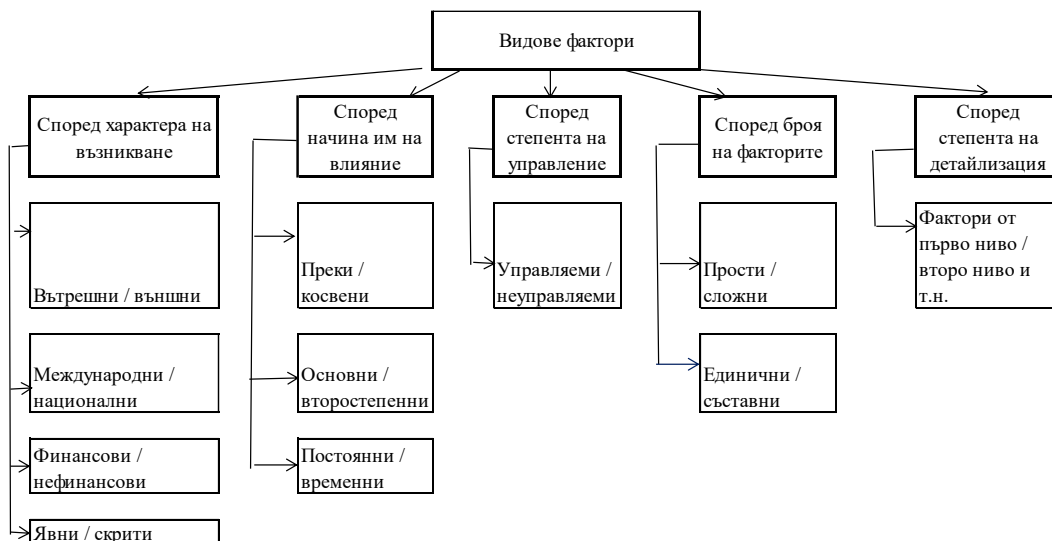 Видове фактори
Според характера на
възникване
Според
начина им на
влияние
Според
степента на
управление
Според броя
на факторите
Според
степента на
детайлизация
Вътрешни / външни
Преки /
косвени
Управляеми /
неуправляеми
Прости /
сложни
Фактори от
първо ниво /
второ ниво и
т.н.
Международни /
национални
Основни /
второстепенни
Единични /
съставни
Финансови /
нефинансови
Постоянни /
временни
Явни / скрити